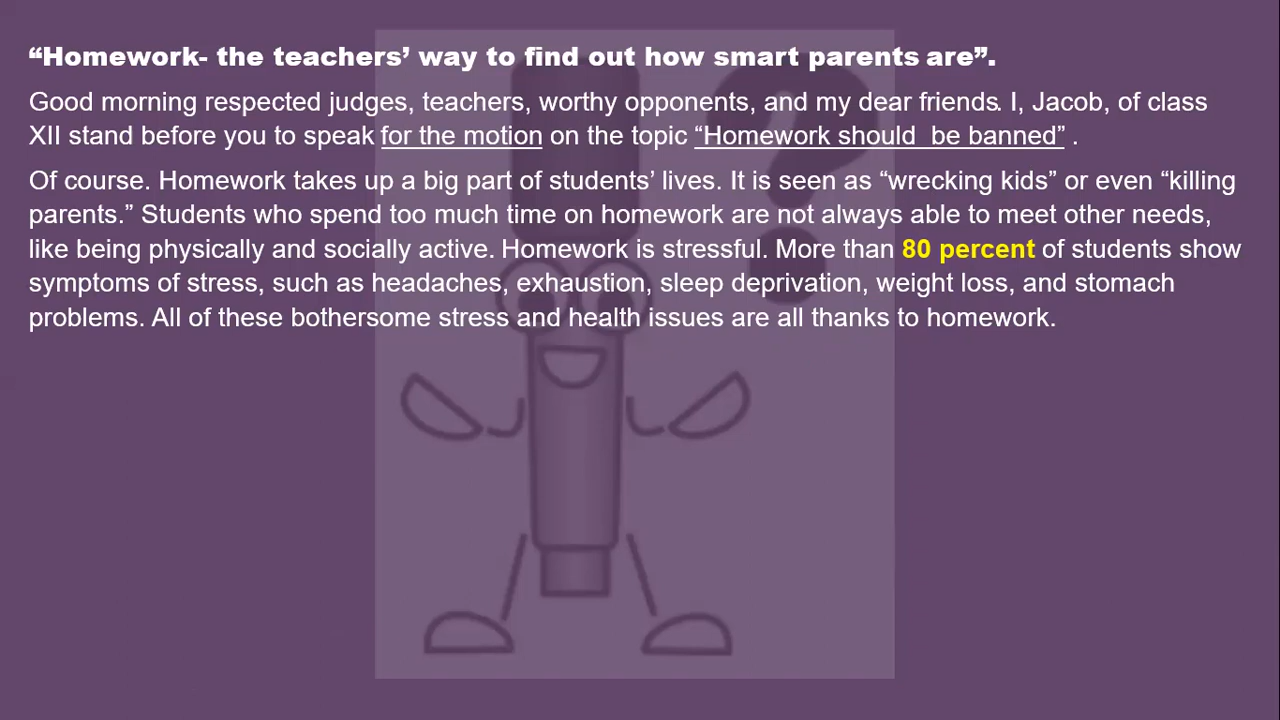 “Homework- the teachers’ way to find out how smart parents are”.
Good morning respected judges, teachers, worthy opponents, and my dear friends. I, Jacob, of class
XII stand before you to speak for the motion on the topic “Homework should  be banned” .
Of course. Homework takes up a big part of students’ lives. It is seen as “wrecking kids” or even “killing
parents.” Students who spend too much time on homework are not always able to meet other needs,
like being physically and socially active. Homework is stressful. More than 80 percent of students show
symptoms of stress, such as headaches, exhaustion, sleep deprivation, weight loss, and stomach
problems. All of these bothersome stress and health issues are all thanks to homework.